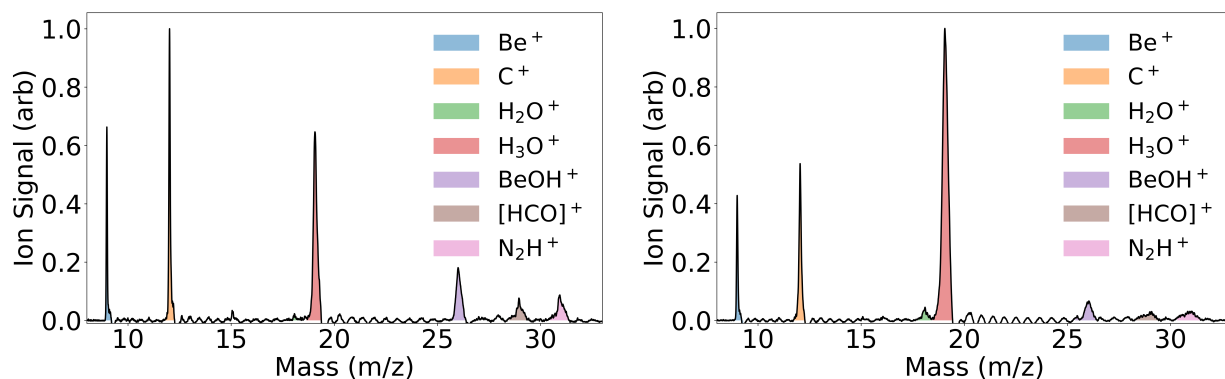 Ion Signal (arb)
1.0
0.8
0.6
0.4
0.2
0.0
10
15
20
25
30
Mass (m/z)
Be⁺
C⁺
H₂O⁺
H₃O⁺
BeOH⁺
[HCO]⁺
N₂H⁺
Ion Signal (arb)
1.0
0.8
0.6
0.4
0.2
0.0
10
15
20
25
30
Mass (m/z)
Be⁺
C⁺
H₂O⁺
H₃O⁺
BeOH⁺
[HCO]⁺
N₂H⁺